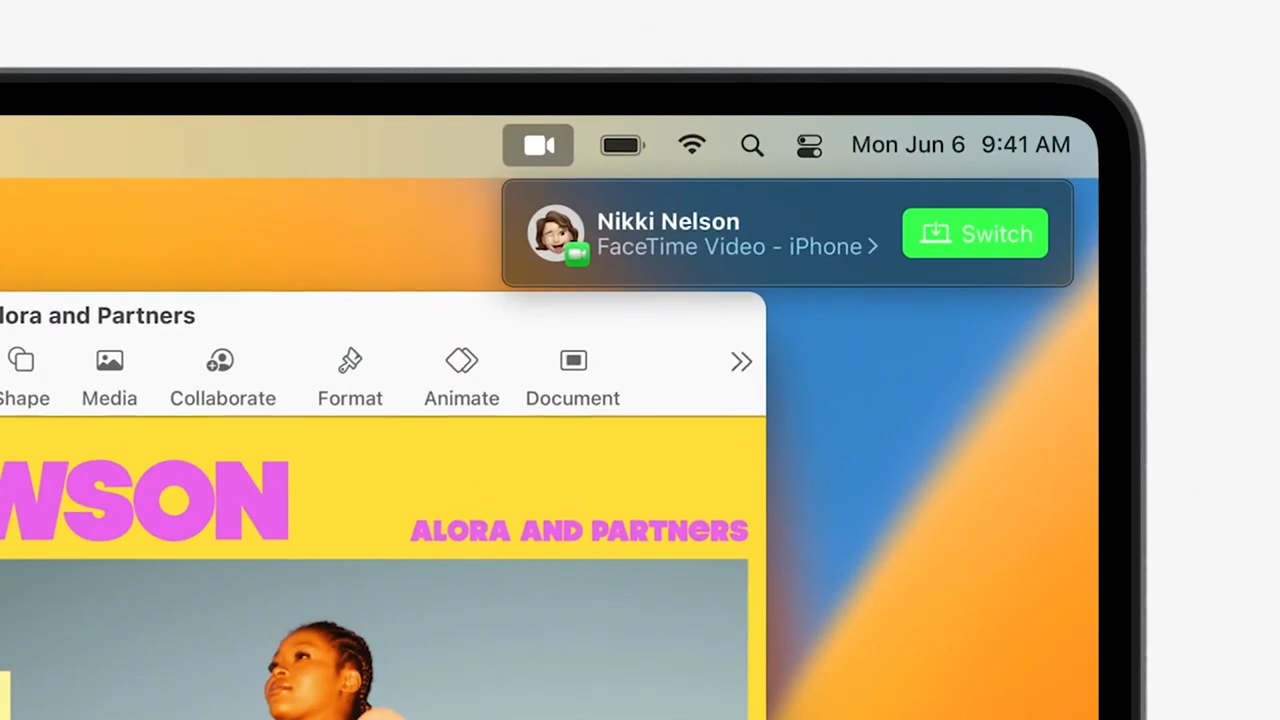 Mon Jun 6 9:41 AM
Nikki Nelson
FaceTime Video - iPhone
Switch
lora and Partners
Shape Media Collaborate Format Animate Document
WSON
ALORA AND PARTNERS